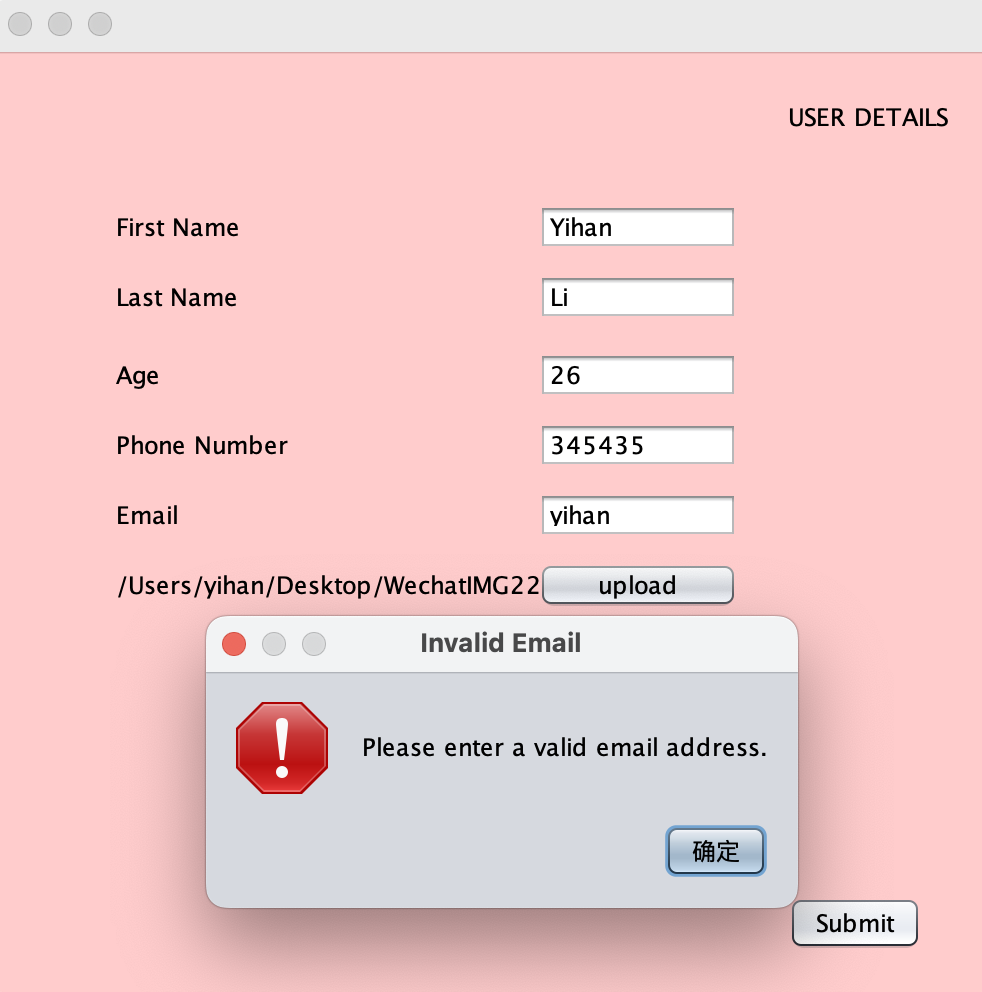 USER DETAILS
First Name Yihan
Last Name Li
Age 26
Phone Number 345435
Email yihan
/Users/yihan/Desktop/WechatIMG22 upload
Invalid Email
Please enter a valid email address.
确定
Submit